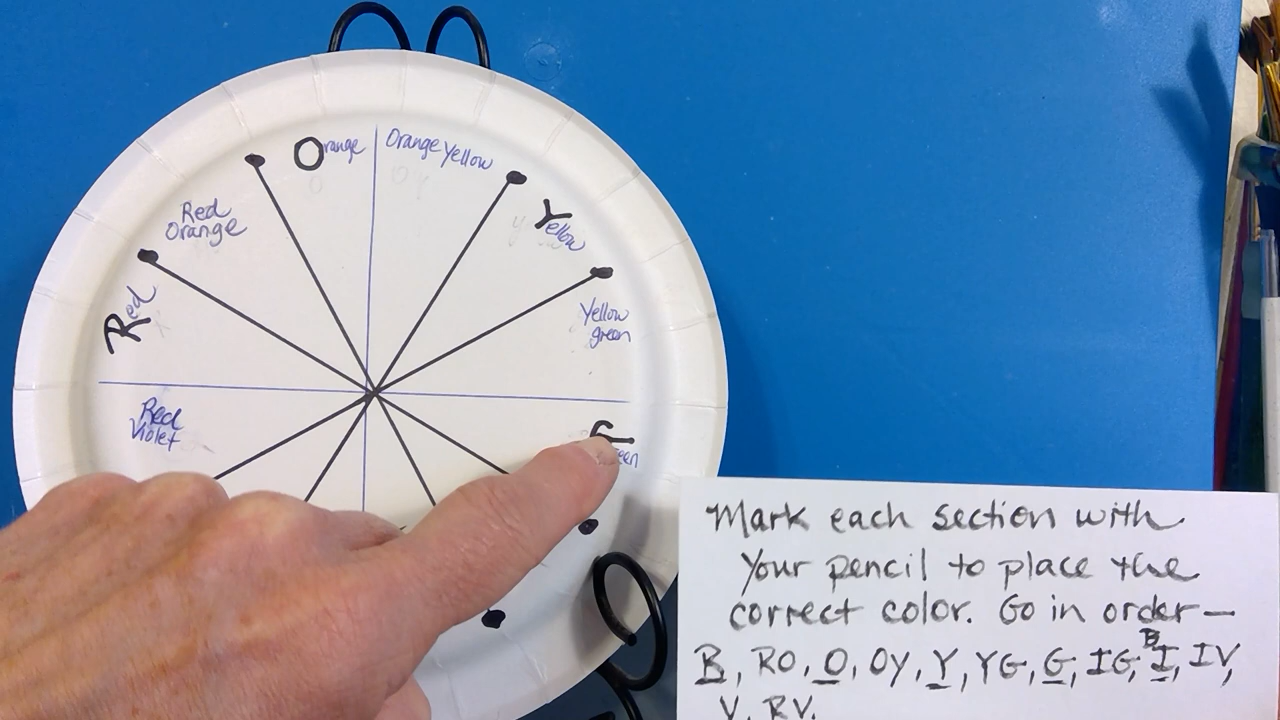 Orange
Orange Yellow
Red
Orange
Yellow
Red
Yellow
green
Red
Violet
Mark each section with
Your pencil to place the
correct color. Go in order—
R, RO, O, OY, Y, YG, G, IG, B I, IV,
V, RV.